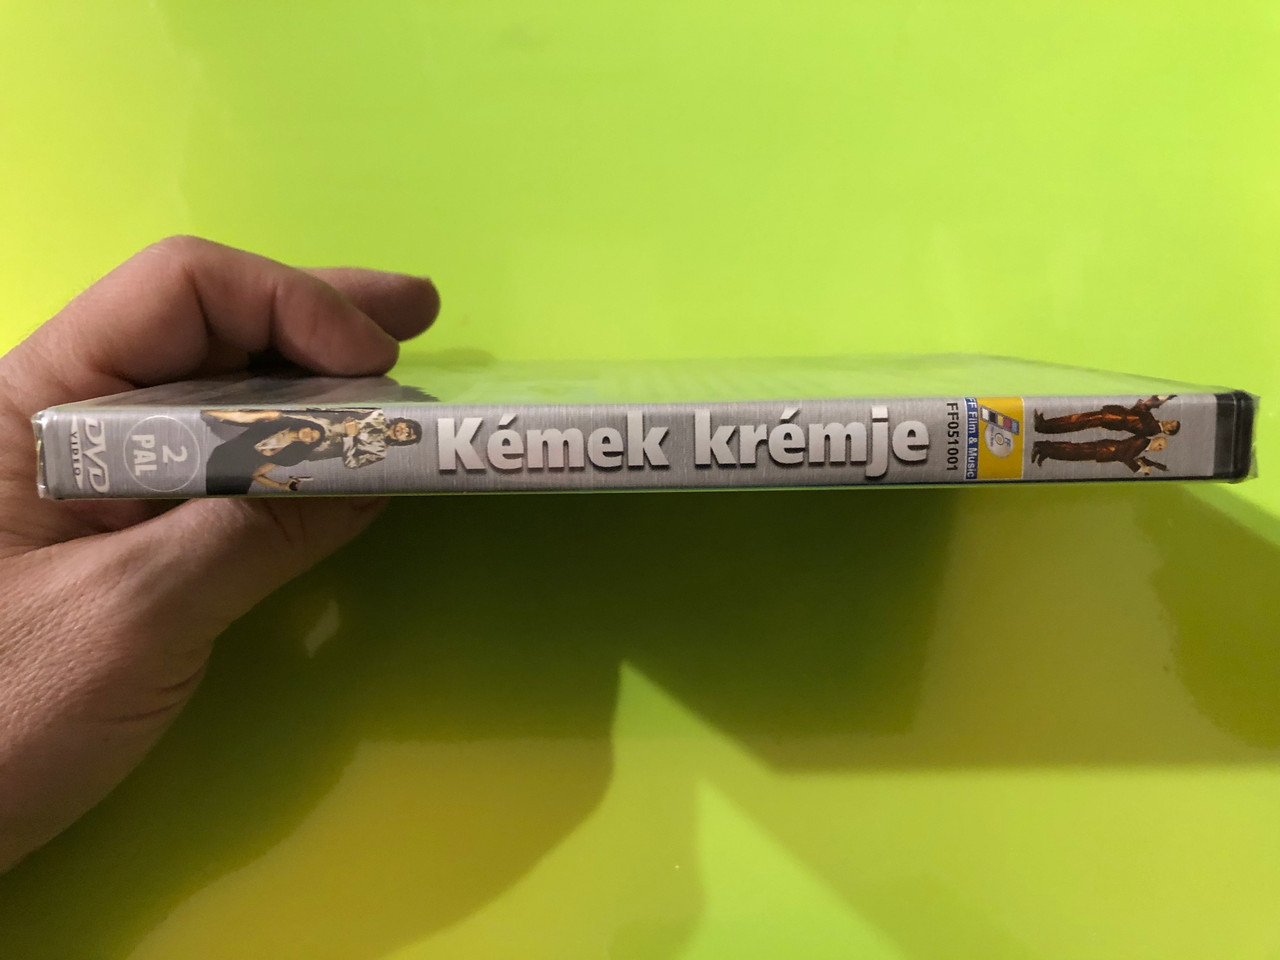 DVD
VIDEO
2
PAL
Kémek krémje
FF051001
FF Film & Music